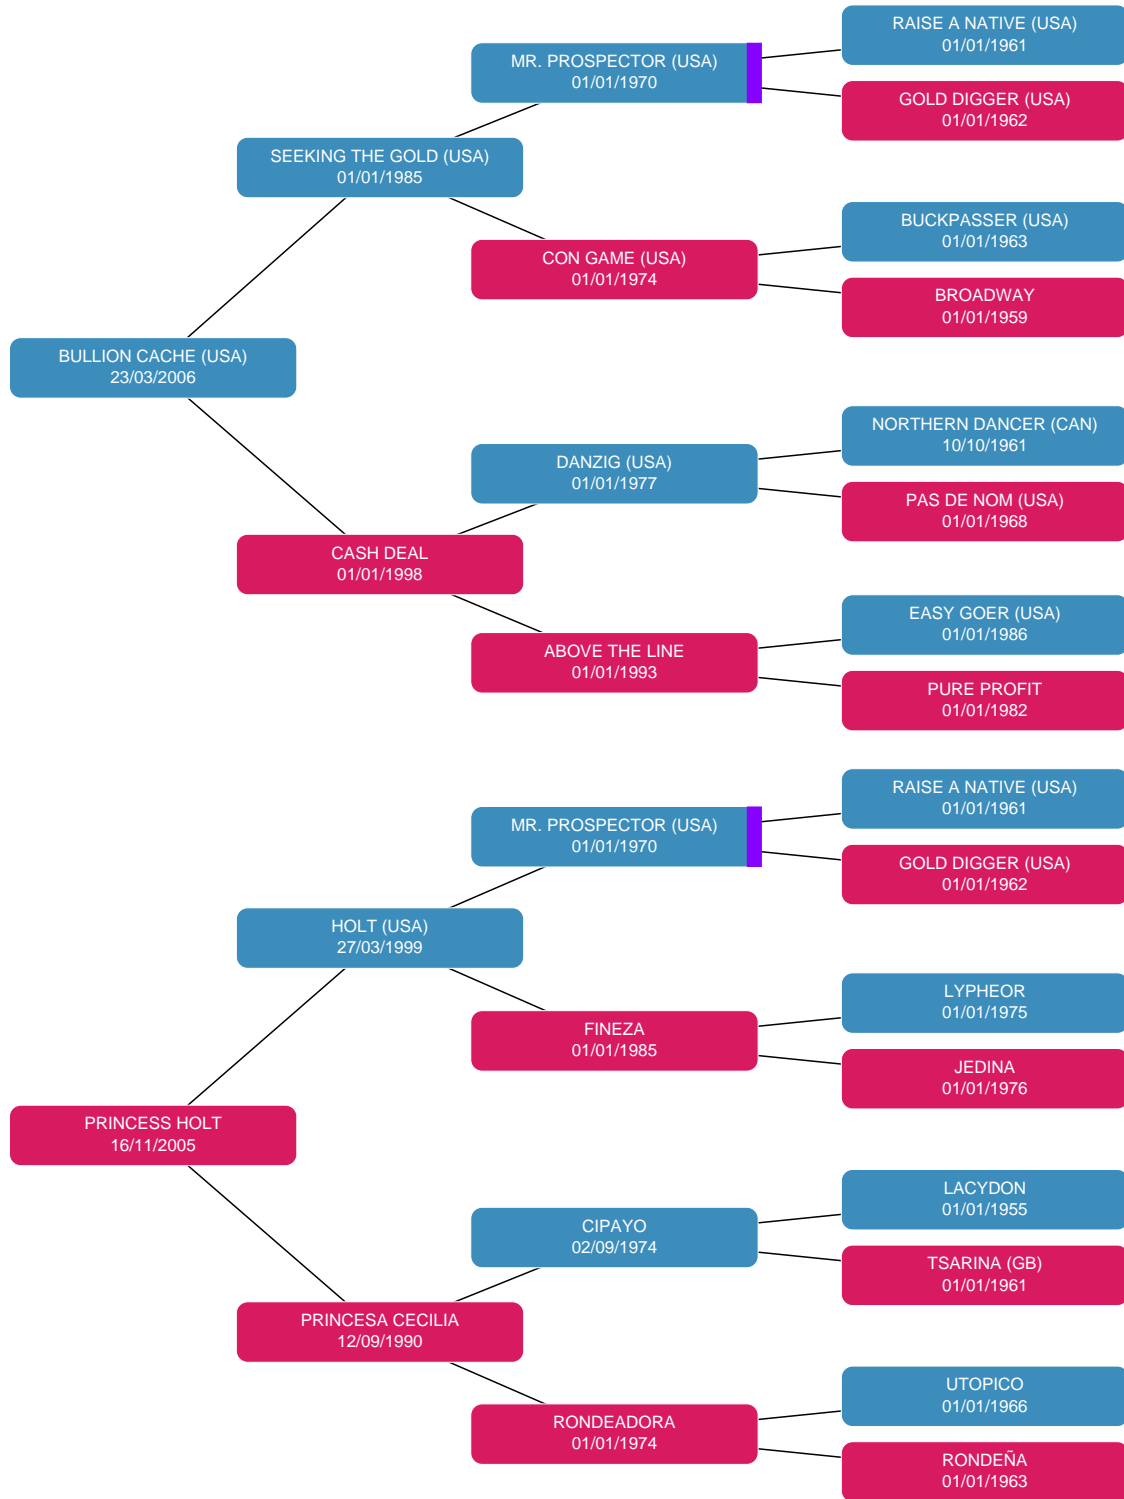 RAISE A NATIVE (USA)
01/01/1961
MR. PROSPECTOR (USA)
01/01/1970
GOLD DIGGER (USA)
01/01/1962
SEEKING THE GOLD (USA)
01/01/1985
BUCKPASSER (USA)
01/01/1963
CON GAME (USA)
01/01/1974
BROADWAY
01/01/1959
BULLION CACHE (USA)
23/03/2006
NORTHERN DANCER (CAN)
10/10/1961
DANZIG (USA)
01/01/1977
PAS DE NOM (USA)
01/01/1968
CASH DEAL
01/01/1998
EASY GOER (USA)
01/01/1986
ABOVE THE LINE
01/01/1993
PURE PROFIT
01/01/1982
RAISE A NATIVE (USA)
01/01/1961
MR. PROSPECTOR (USA)
01/01/1970
GOLD DIGGER (USA)
01/01/1962
HOLT (USA)
27/03/1999
LYPHEOR
01/01/1975
FINEZA
01/01/1985
JEDINA
01/01/1976
PRINCESS HOLT
16/11/2005
LACYDON
01/01/1955
CIPAYO
02/09/1974
TSARINA (GB)
01/01/1961
PRINCESA CECILIA
12/09/1990
UTOPICO
01/01/1966
RONDEADORA
01/01/1974
RONDEÑA
01/01/1963